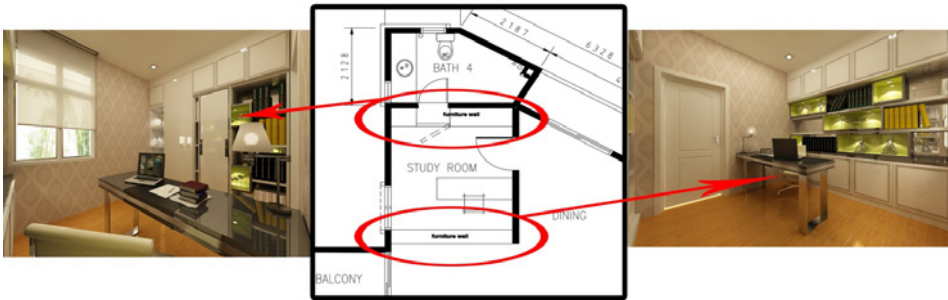 2187
6328
2128
BATH 4
furniture wall
STUDY ROOM
DINING
furniture wall
BALCONY